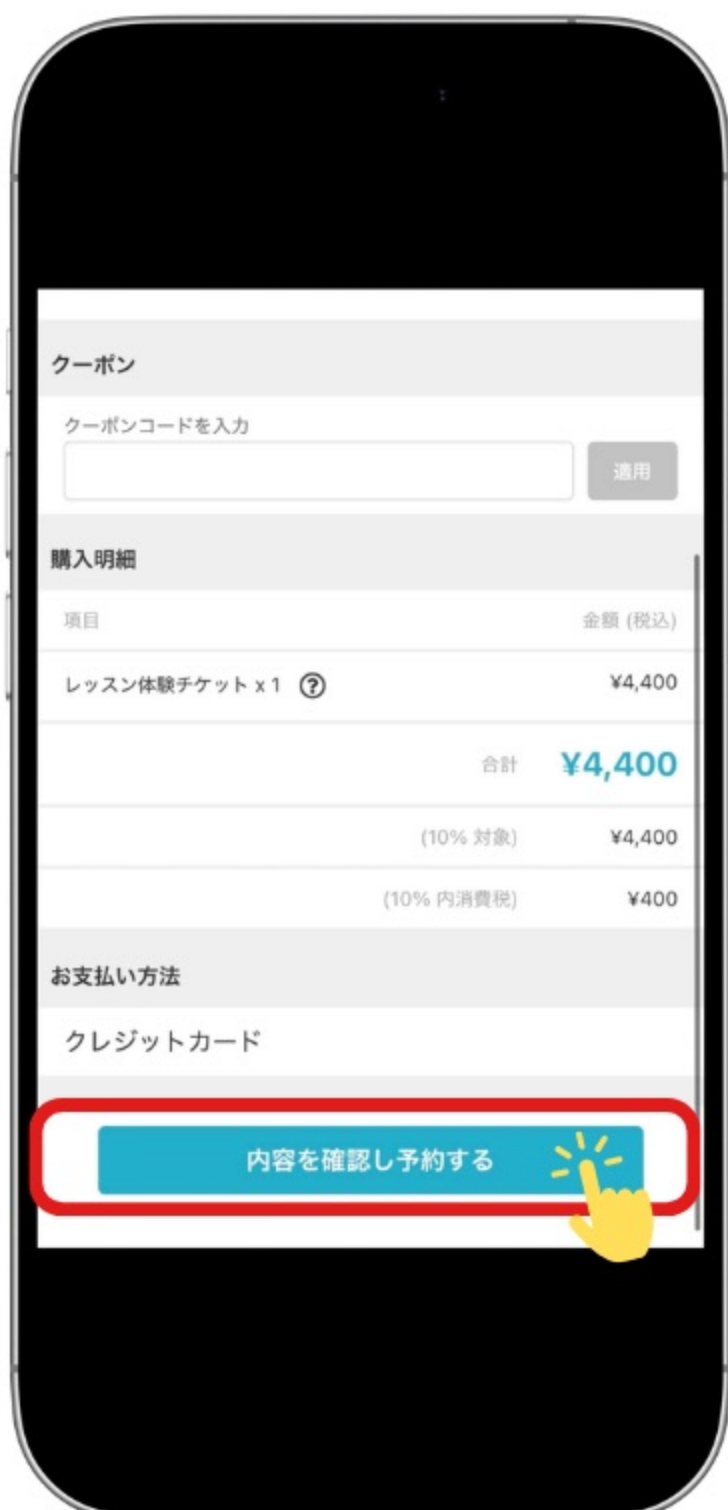 クーポン
クーポンコードを入力
適用
購入明細
項目 金額 (税込)
レッスン体験チケット x 1 ? ¥4,400
合計 ¥4,400
(10% 対象) ¥4,400
(10% 内消費税) ¥400
お支払い方法
クレジットカード
内容を確認し予約する